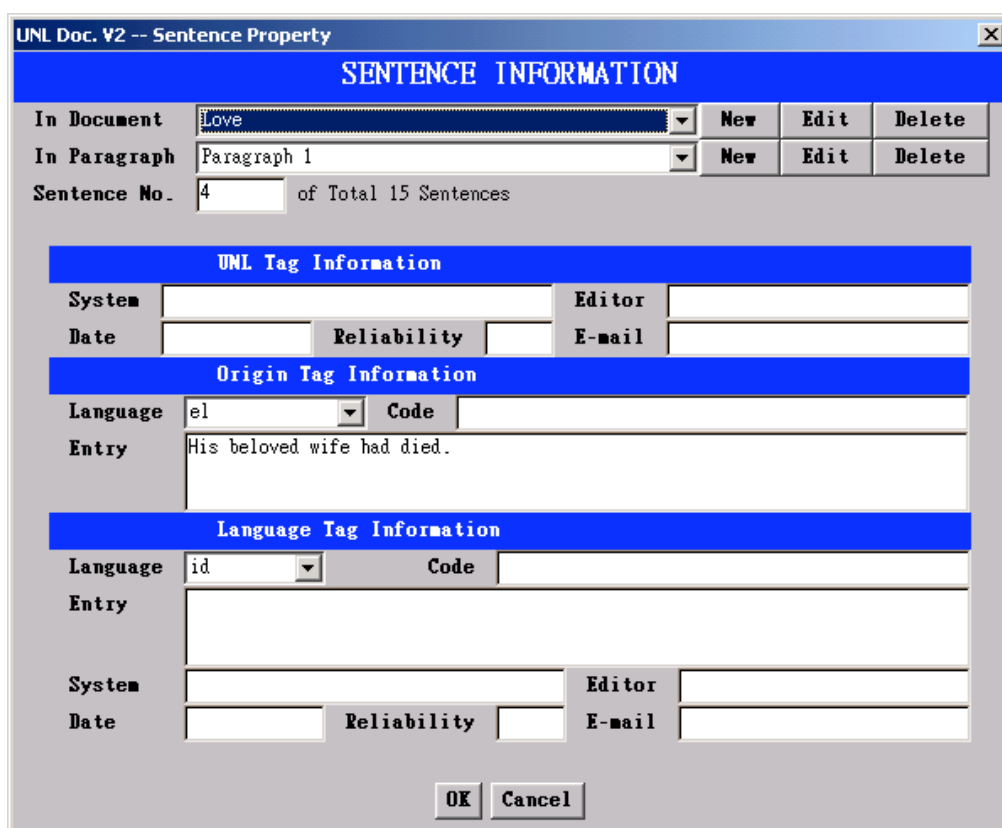 UNL Doc. V2 -- Sentence Property
SENTENCE INFORMATION
In Document Love New Edit Delete
In Paragraph Paragraph 1 New Edit Delete
Sentence No. 4 of Total 15 Sentences
UNL Tag Information
System Editor
Date Reliability E-mail
Origin Tag Information
Language el Code
Entry His beloved wife had died.
Language Tag Information
Language id Code
Entry
System Editor
Date Reliability E-mail
OK Cancel